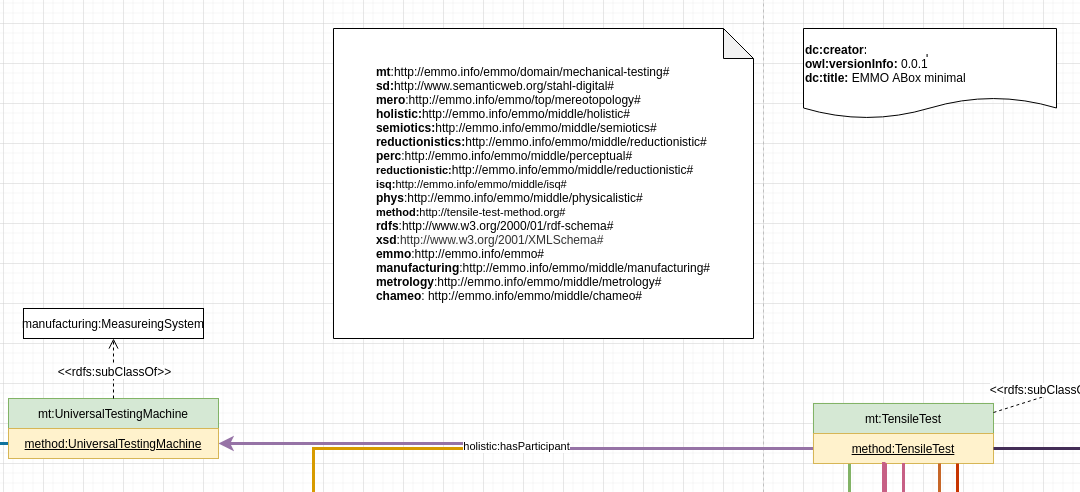 mt:http://emmo.info/emmo/domain/mechanical-testing#
sd:http://www.semanticweb.org/stahl-digital#
mero:http://emmo.info/emmo/top/mereotopology#
holistic:http://emmo.info/emmo/middle/holistic#
semiotics:http://emmo.info/emmo/middle/semiotics#
reductionistics:http://emmo.info/emmo/middle/reductionistic#
perc:http://emmo.info/emmo/middle/perceptual#
reductionistic:http://emmo.info/emmo/middle/reductionistic#
isq:http://emmo.info/emmo/middle/isq#
phys:http://emmo.info/emmo/middle/physicalistic#
method:http://tensile-test-method.org#
rdfs:http://www.w3.org/2000/01/rdf-schema#
xsd:http://www.w3.org/2001/XMLSchema#
emmo:http://emmo.info/emmo#
manufacturing:http://emmo.info/emmo/middle/manufacturing#
metrology:http://emmo.info/emmo/middle/metrology#
chameo: http://emmo.info/emmo/middle/chameo#
dc:creator:
owl:versionInfo: 0.0.1
dc:title: EMMO ABox minimal
manufacturing:MeasureingSystem
<<rdfs:subClassOf>>
mt:UniversalTestingMachine
method:UniversalTestingMachine
holistic:hasParticipant
<<rdfs:subClassO
mt:TensileTest
method:TensileTest